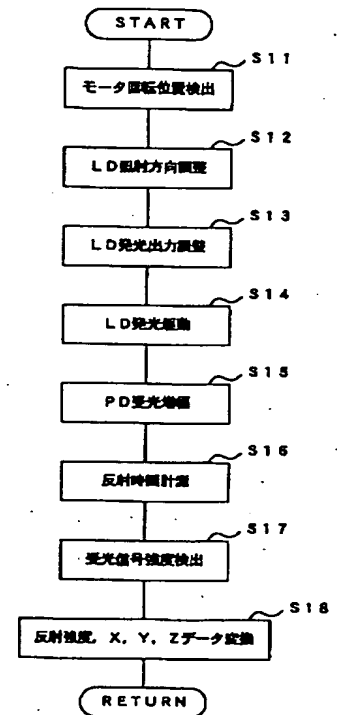 START
S11
モータ回転位置検出
S12
LD照射方向調整
S13
LD発光出力調整
S14
LD発光駆動
S15
PD受光増幅
S16
反射時間計測
S17
受光信号強度検出
S18
反射強度, X, Y, Zデータ変換
RETURN